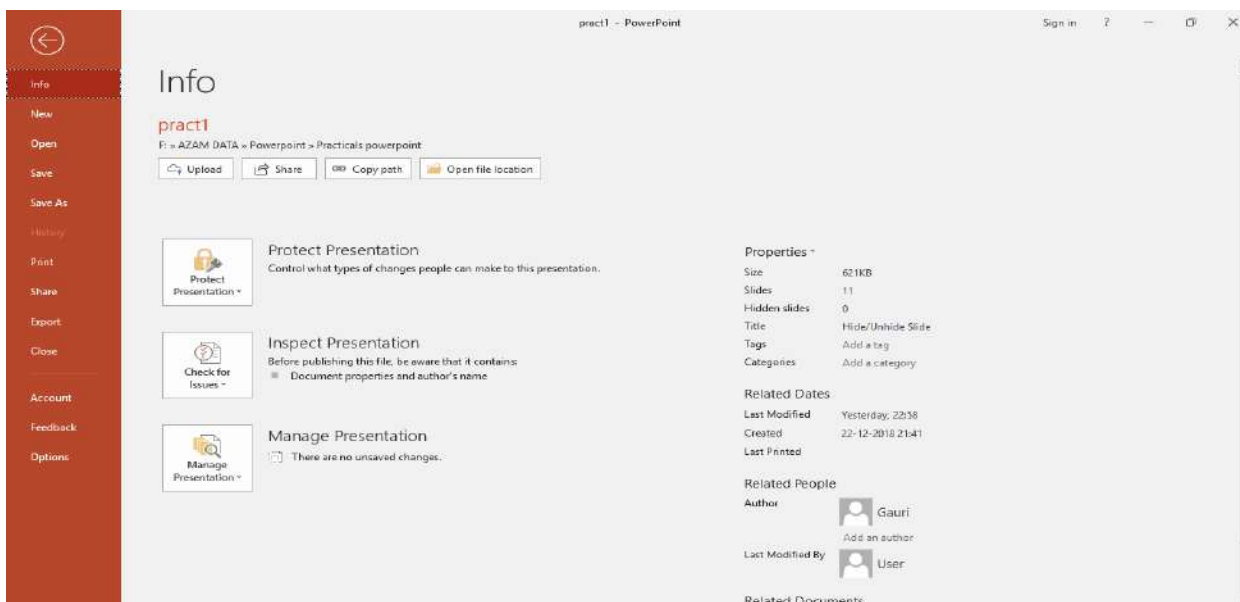 pract1 - PowerPoint
Sign in ?
Info
New
Open
Save
Save As
History
Print
Share
Export
Close
Account
Feedback
Options
Info
pract1
F: » AZAM DATA » Powerpoint » Practicals powerpoint
Upload
Share
Copy path
Open file location
Protect Presentation
Protect Presentation
Control what types of changes people can make to this presentation.
Check for Issues
Inspect Presentation
Before publishing this file, be aware that it contains:
Document properties and author's name
Manage Presentation
Manage Presentation
There are no unsaved changes.
Properties
Size 621KB
Slides 11
Hidden slides 0
Title Hide/Unhide Slide
Tags Add a tag
Categories Add a category
Related Dates
Last Modified Yesterday, 22:38
Created 22-12-2018 21:41
Last Printed
Related People
Author Gauri
Add an author
Last Modified By User
Related Documents